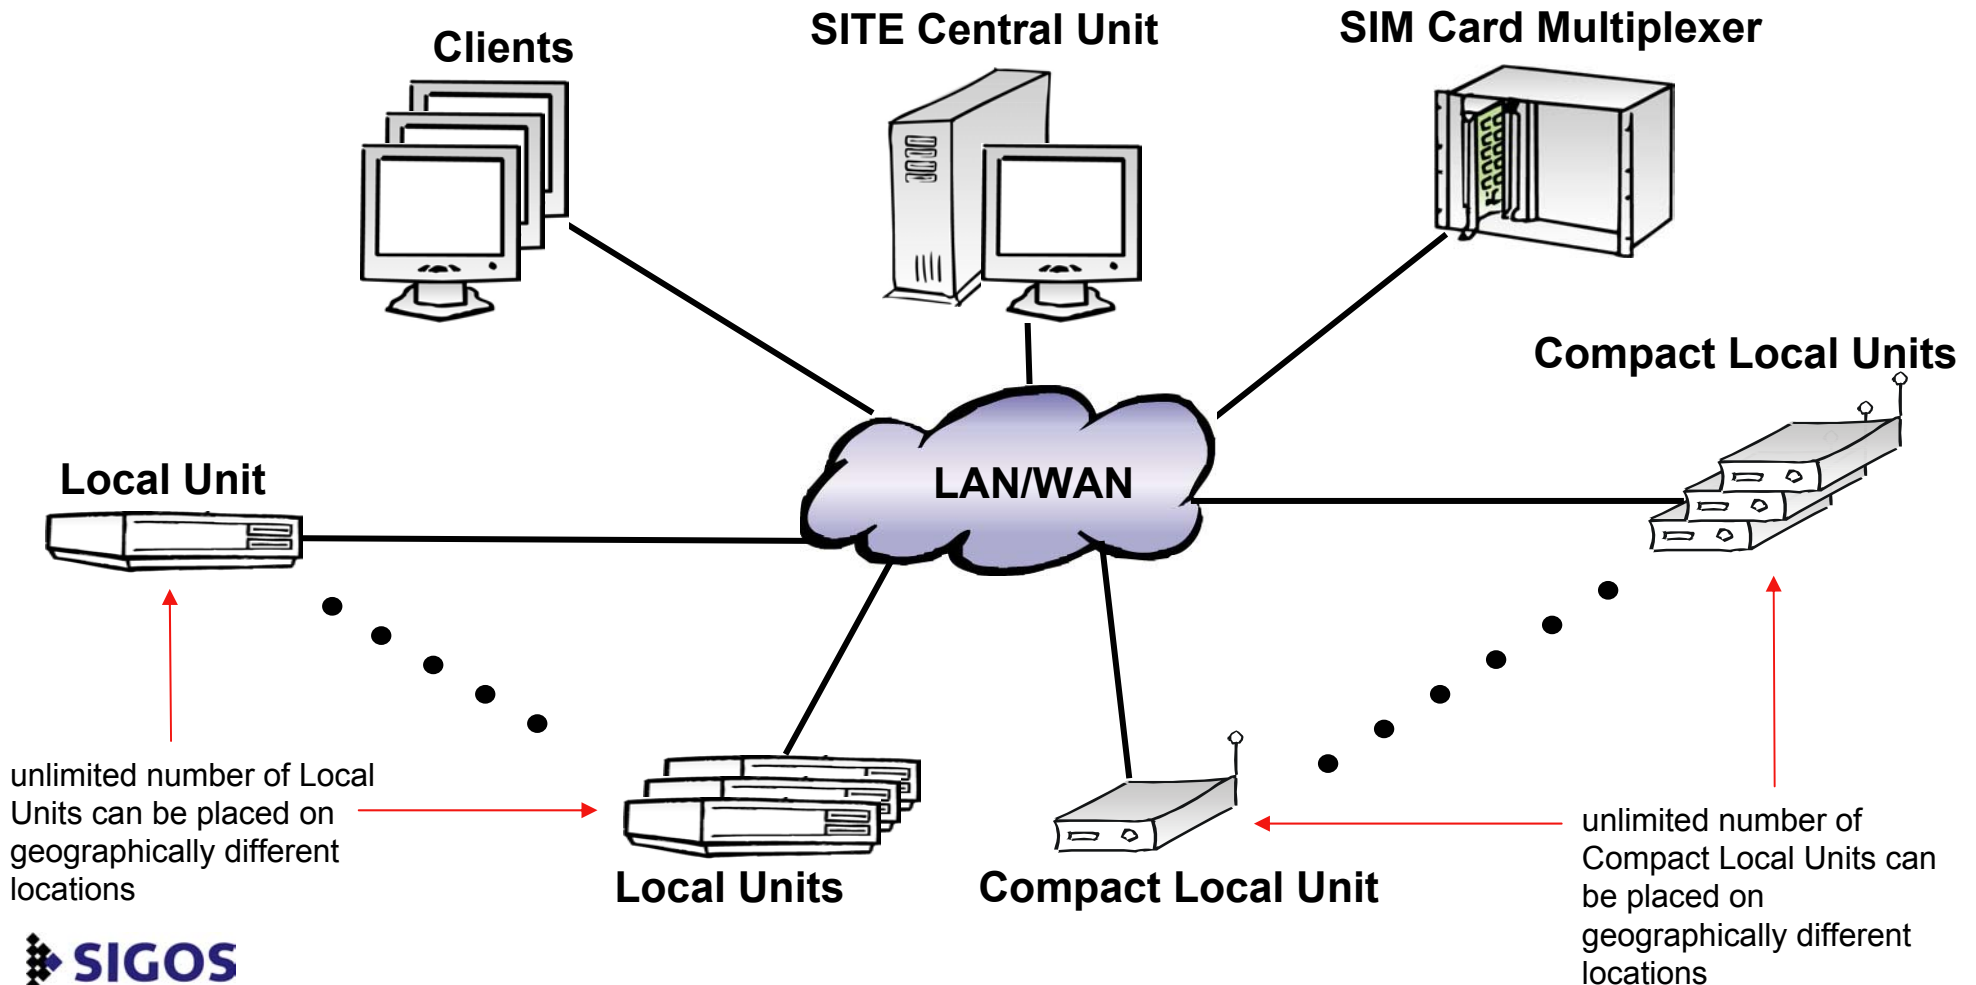 Clients
SITE Central Unit
SIM Card Multiplexer
Compact Local Units
Local Unit
LAN/WAN
unlimited number of Local
Units can be placed on
geographically different
locations
Local Units
Compact Local Unit
unlimited number of
Compact Local Units can
be placed on
geographically different
locations
SIGOS